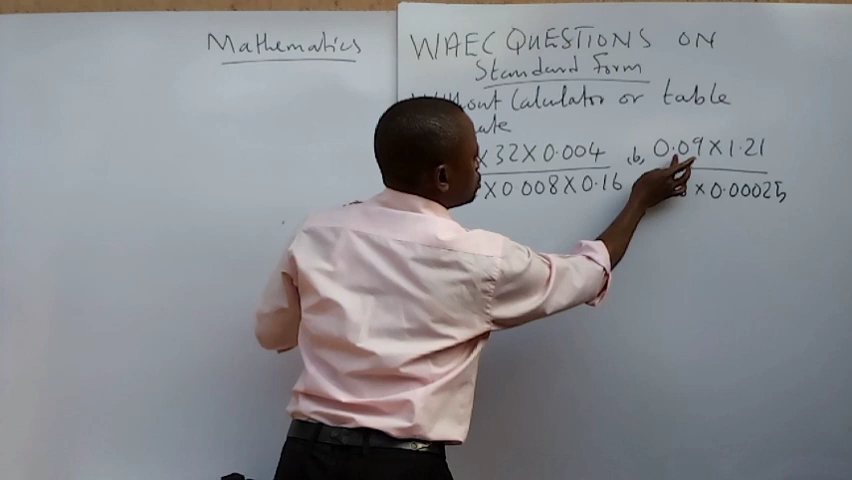 Mathematics
WAEC QUESTIONS ON
Standard form
Without Calculator or table
x 32 x 0.004
x 0.008 x 0.16
b, 0.09 x 1.21
x 0.00025